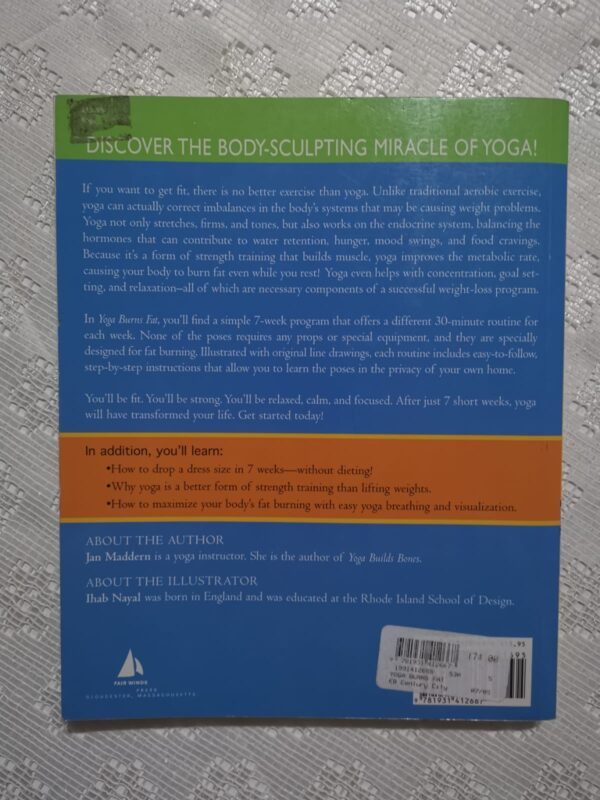 DISCOVER THE BODY-SCULPTING MIRACLE OF YOGA!
If you want to get fit, there is no better exercise than yoga. Unlike traditional aerobic exercise,
yoga can actually correct imbalances in the body's systems that may be causing weight problems.
Yoga not only stretches, firms, and tones, but also works on the endocrine system, balancing the
hormones that can contribute to water retention, hunger, mood swings, and food cravings.
Because it's a form of strength training that builds muscle, yoga improves the metabolic rate,
causing your body to burn fat even while you rest! Yoga even helps with concentration, goal set-
ting, and relaxation–all of which are necessary components of a successful weight-loss program.
In Yoga Burns Fat, you'll find a simple 7-week program that offers a different 30-minute routine for
each week. None of the poses requires any props or special equipment, and they are specially
designed for fat burning. Illustrated with original line drawings, each routine includes easy-to-follow,
step-by-step instructions that allow you to learn the poses in the privacy of your own home.
You'll be fit. You'll be strong. You'll be relaxed, calm, and focused. After just 7 short weeks, yoga
will have transformed your life. Get started today!
In addition, you'll learn:
•How to drop a dress size in 7 weeks—without dieting!
•Why yoga is a better form of strength training than lifting weights.
•How to maximize your body's fat burning with easy yoga breathing and visualization.
ABOUT THE AUTHOR
Jan Maddern is a yoga instructor. She is the author of Yoga Builds Bones.
ABOUT THE ILLUSTRATOR
Ihab Nayal was born in England and was educated at the Rhode Island School of Design.
FAIR WINDS
PRESS
GLOUCESTER, MASSACHUSETTS
.95
174.00
YOGA BURNS FAT
Century City
9 781931 412667